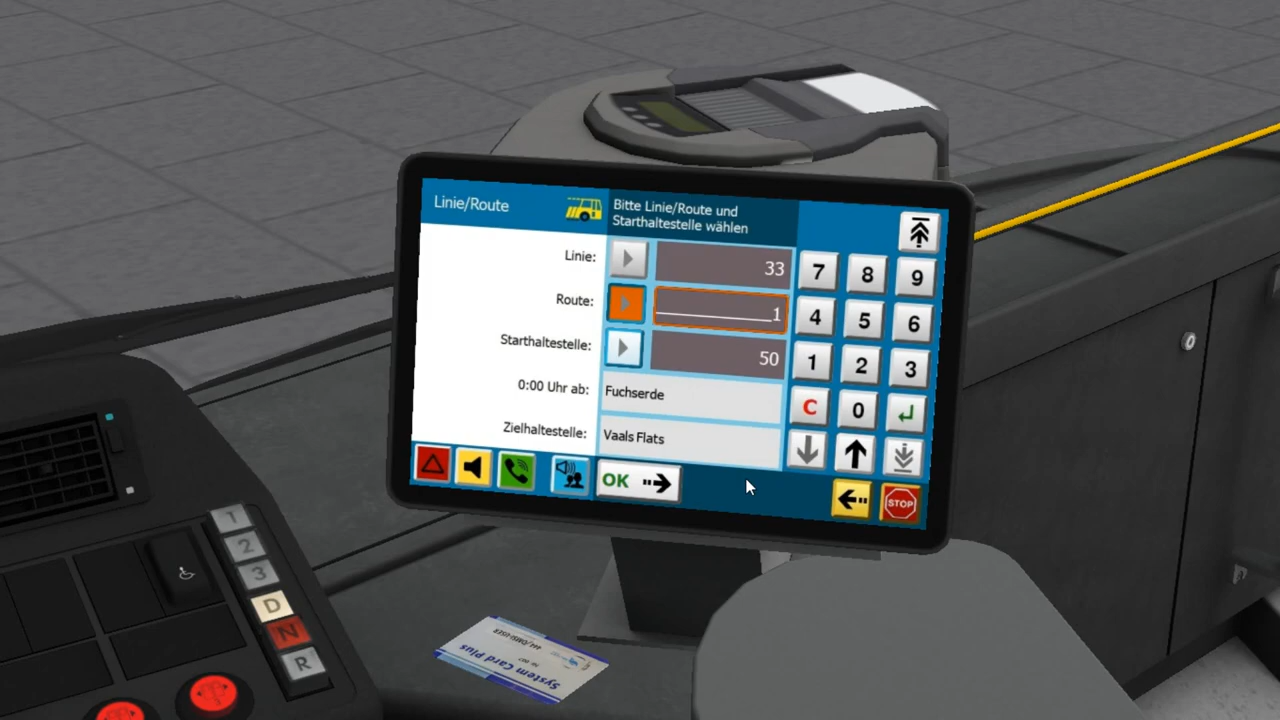 Linie/Route
Bitte Linie/Route und
Starthaltestelle wählen
Linie:
33
7 8 9
Route:
1
4 5 6
Starthaltestelle:
50
1 2 3
0:00 Uhr ab:
Fuchserde
C 0
Zielhaltestelle:
Vaals Flats
OK
STOP
1
2
3
D
N
R
System Card Plus